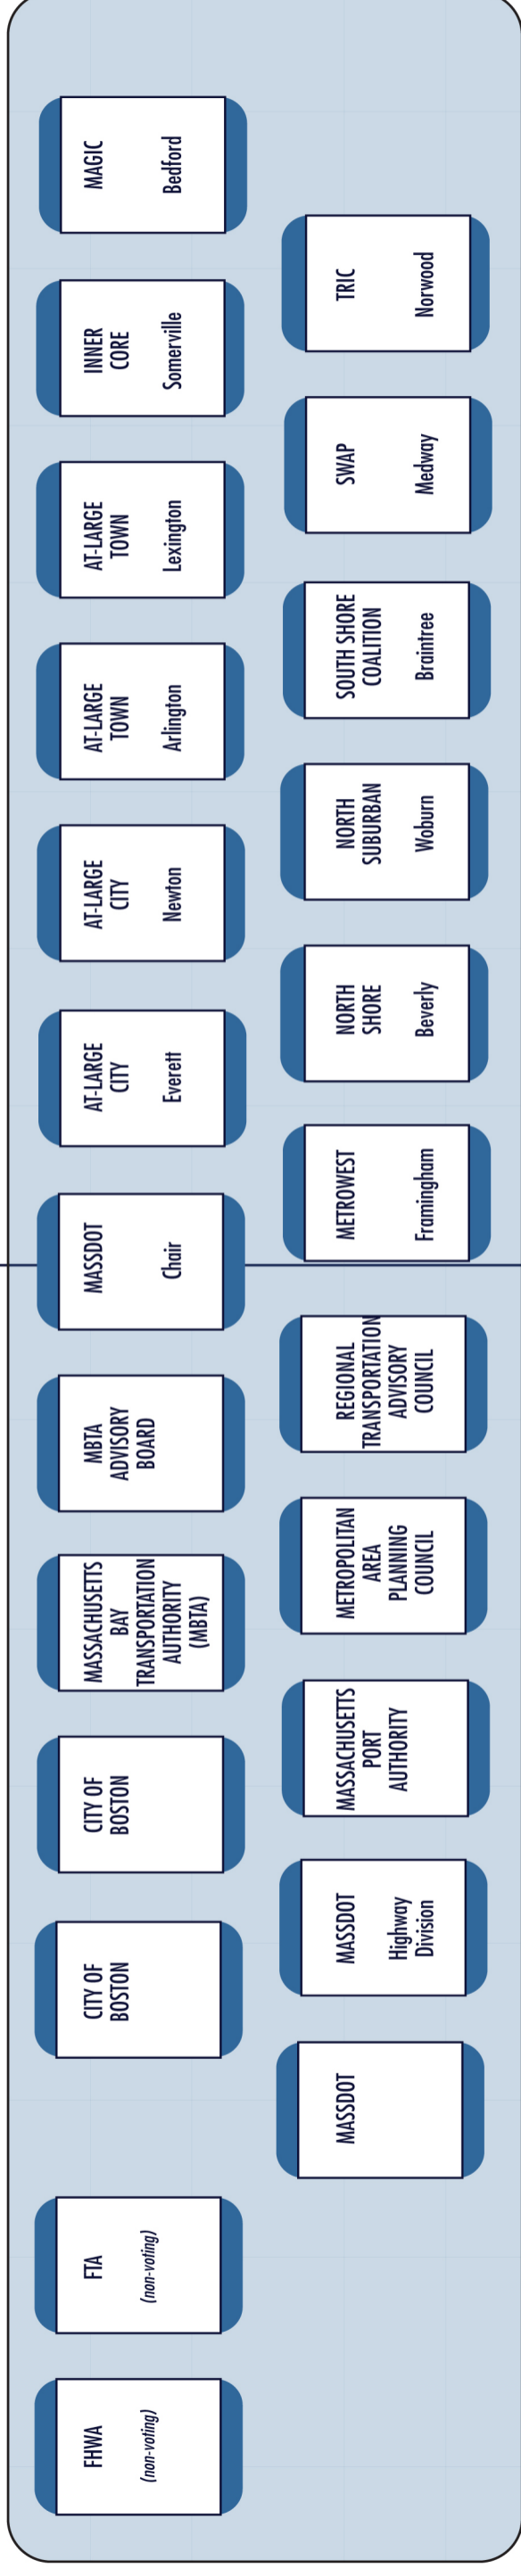 FHWA
(non-voting)
FTA
(non-voting)
CITY OF
BOSTON
CITY OF
BOSTON
MASSACHUSETTS
BAY
TRANSPORTATION
AUTHORITY
(MBTA)
MBTA
ADVISORY
BOARD
MASSDOT
Chair
AT-LARGE
CITY
Everett
AT-LARGE
CITY
Newton
AT-LARGE
TOWN
Arlington
AT-LARGE
TOWN
Lexington
INNER
CORE
Somerville
MAGIC
Bedford
MASSDOT
MASSDOT
Highway
Division
MASSACHUSETTS
PORT
AUTHORITY
METROPOLITAN
AREA
PLANNING
COUNCIL
REGIONAL
TRANSPORTATION
ADVISORY
COUNCIL
METROWEST
Framingham
NORTH
SHORE
Beverly
NORTH
SUBURBAN
Woburn
SOUTH SHORE
COALITION
Braintree
SWAP
Medway
TRIC
Norwood